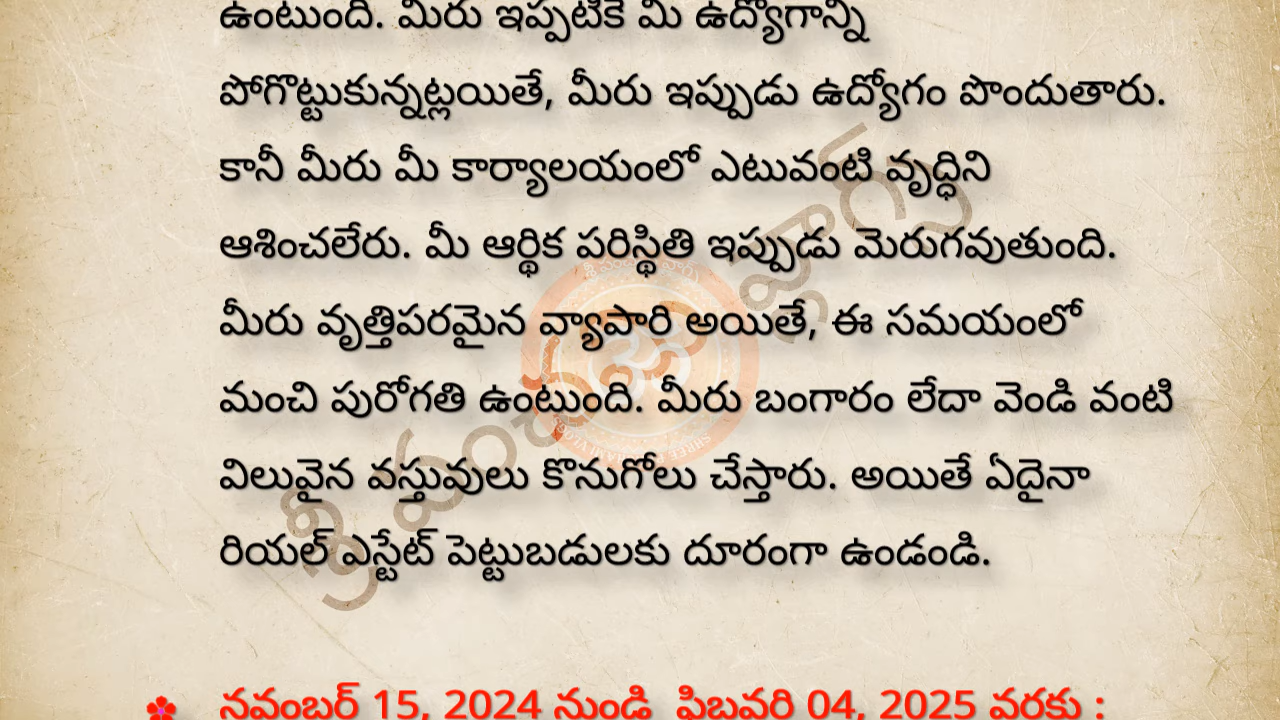 ఉంటుంది. మీరు ఇప్పటికే మీ ఉద్యోగాన్ని
పోగొట్టుకున్నట్లయితే, మీరు ఇప్పుడు ఉద్యోగం పొందుతారు.
కానీ మీరు మీ కార్యాలయంలో ఎటువంటి వృద్ధిని
ఆశించలేరు. మీ ఆర్థిక పరిస్థితి ఇప్పుడు మెరుగవుతుంది.
మీరు వృత్తిపరమైన వ్యాపారి అయితే, ఈ సమయంలో
మంచి పురోగతి ఉంటుంది. మీరు బంగారం లేదా వెండి వంటి
విలువైన వస్తువులు కొనుగోలు చేస్తారు. అయితే ఏదైనా
రియల్ ఎస్టేట్ పెట్టుబడులకు దూరంగా ఉండండి.
నవంబర్ 15, 2024 నుండి ఫిబ్రవరి 04, 2025 వరకు :